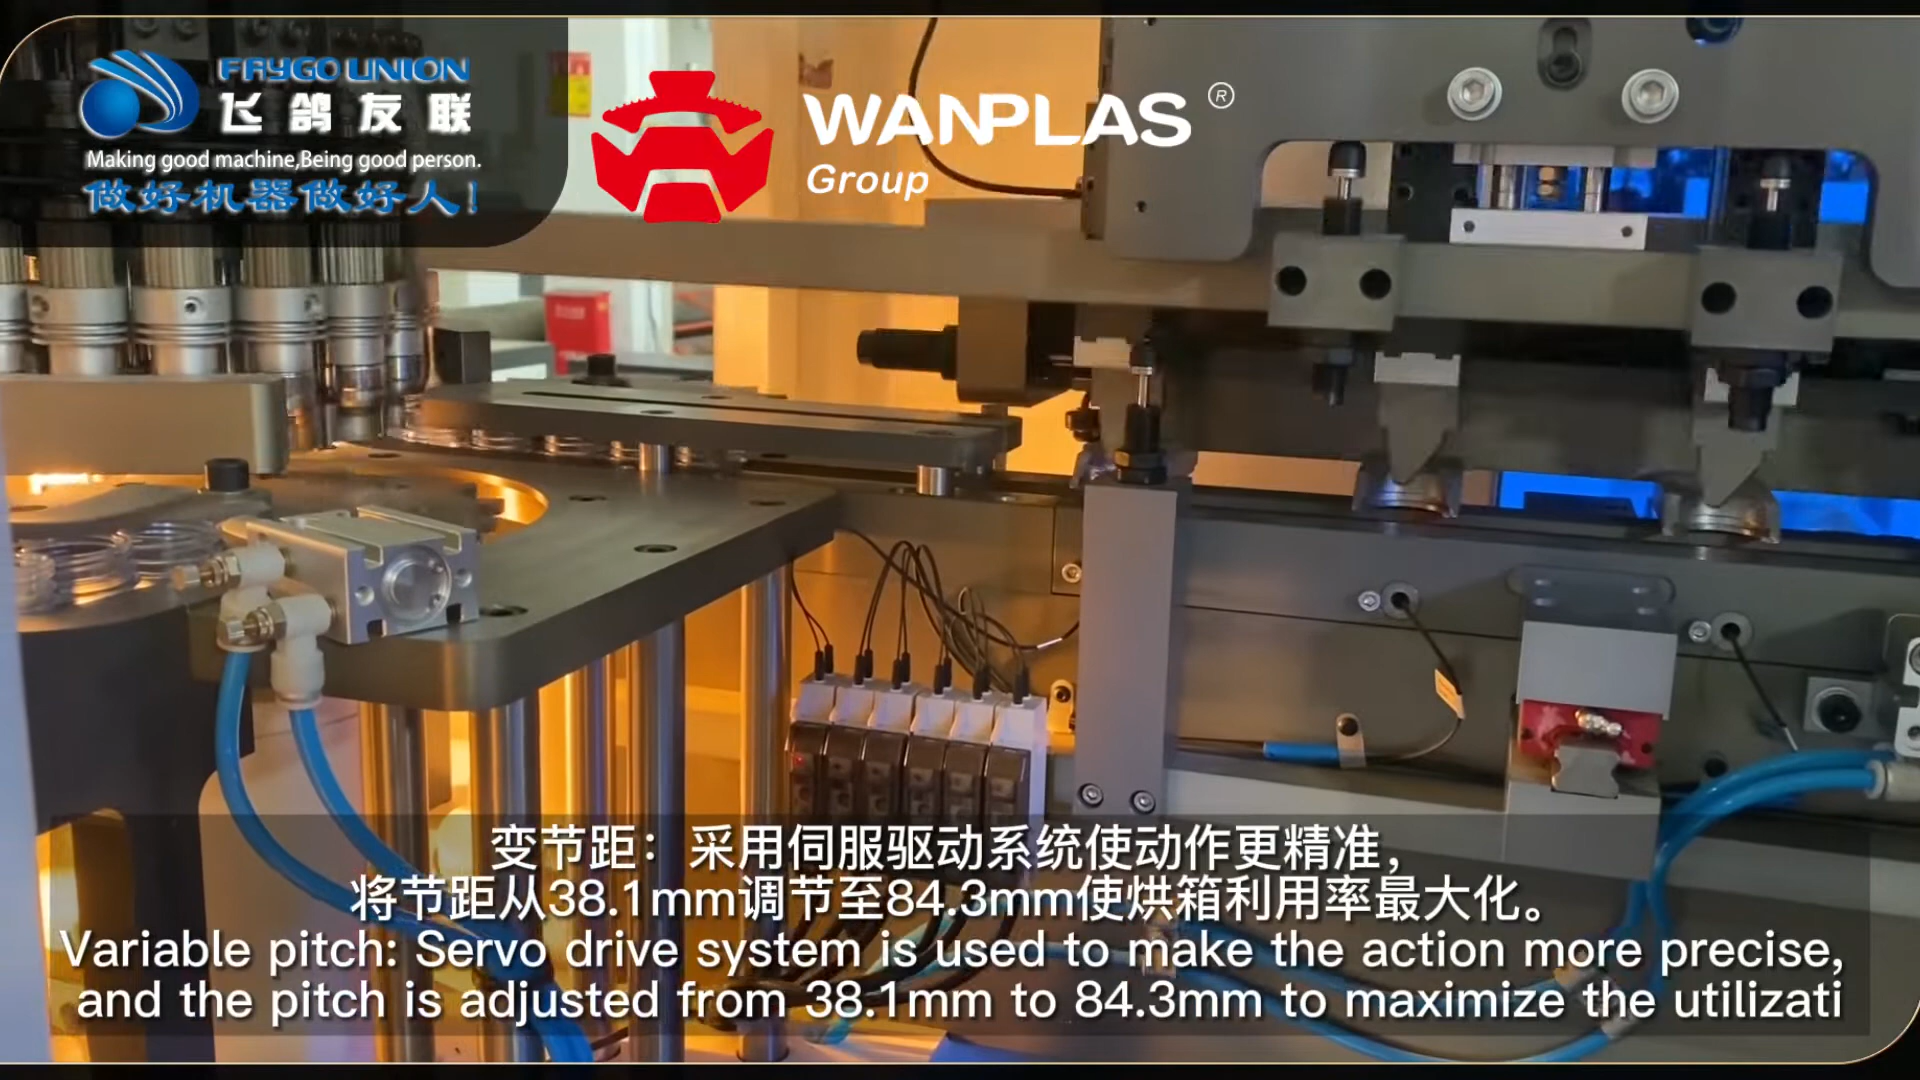 FAYGO UNION
飞鸽友联
Making good machine,Being good person.
做好机器做好人!
WANPLAS ®
Group
变节距：采用伺服驱动系统使动作更精准，
将节距从38.1mm调节至84.3mm使烘箱利用率最大化。
Variable pitch: Servo drive system is used to make the action more precise,
and the pitch is adjusted from 38.1mm to 84.3mm to maximize the utilizati